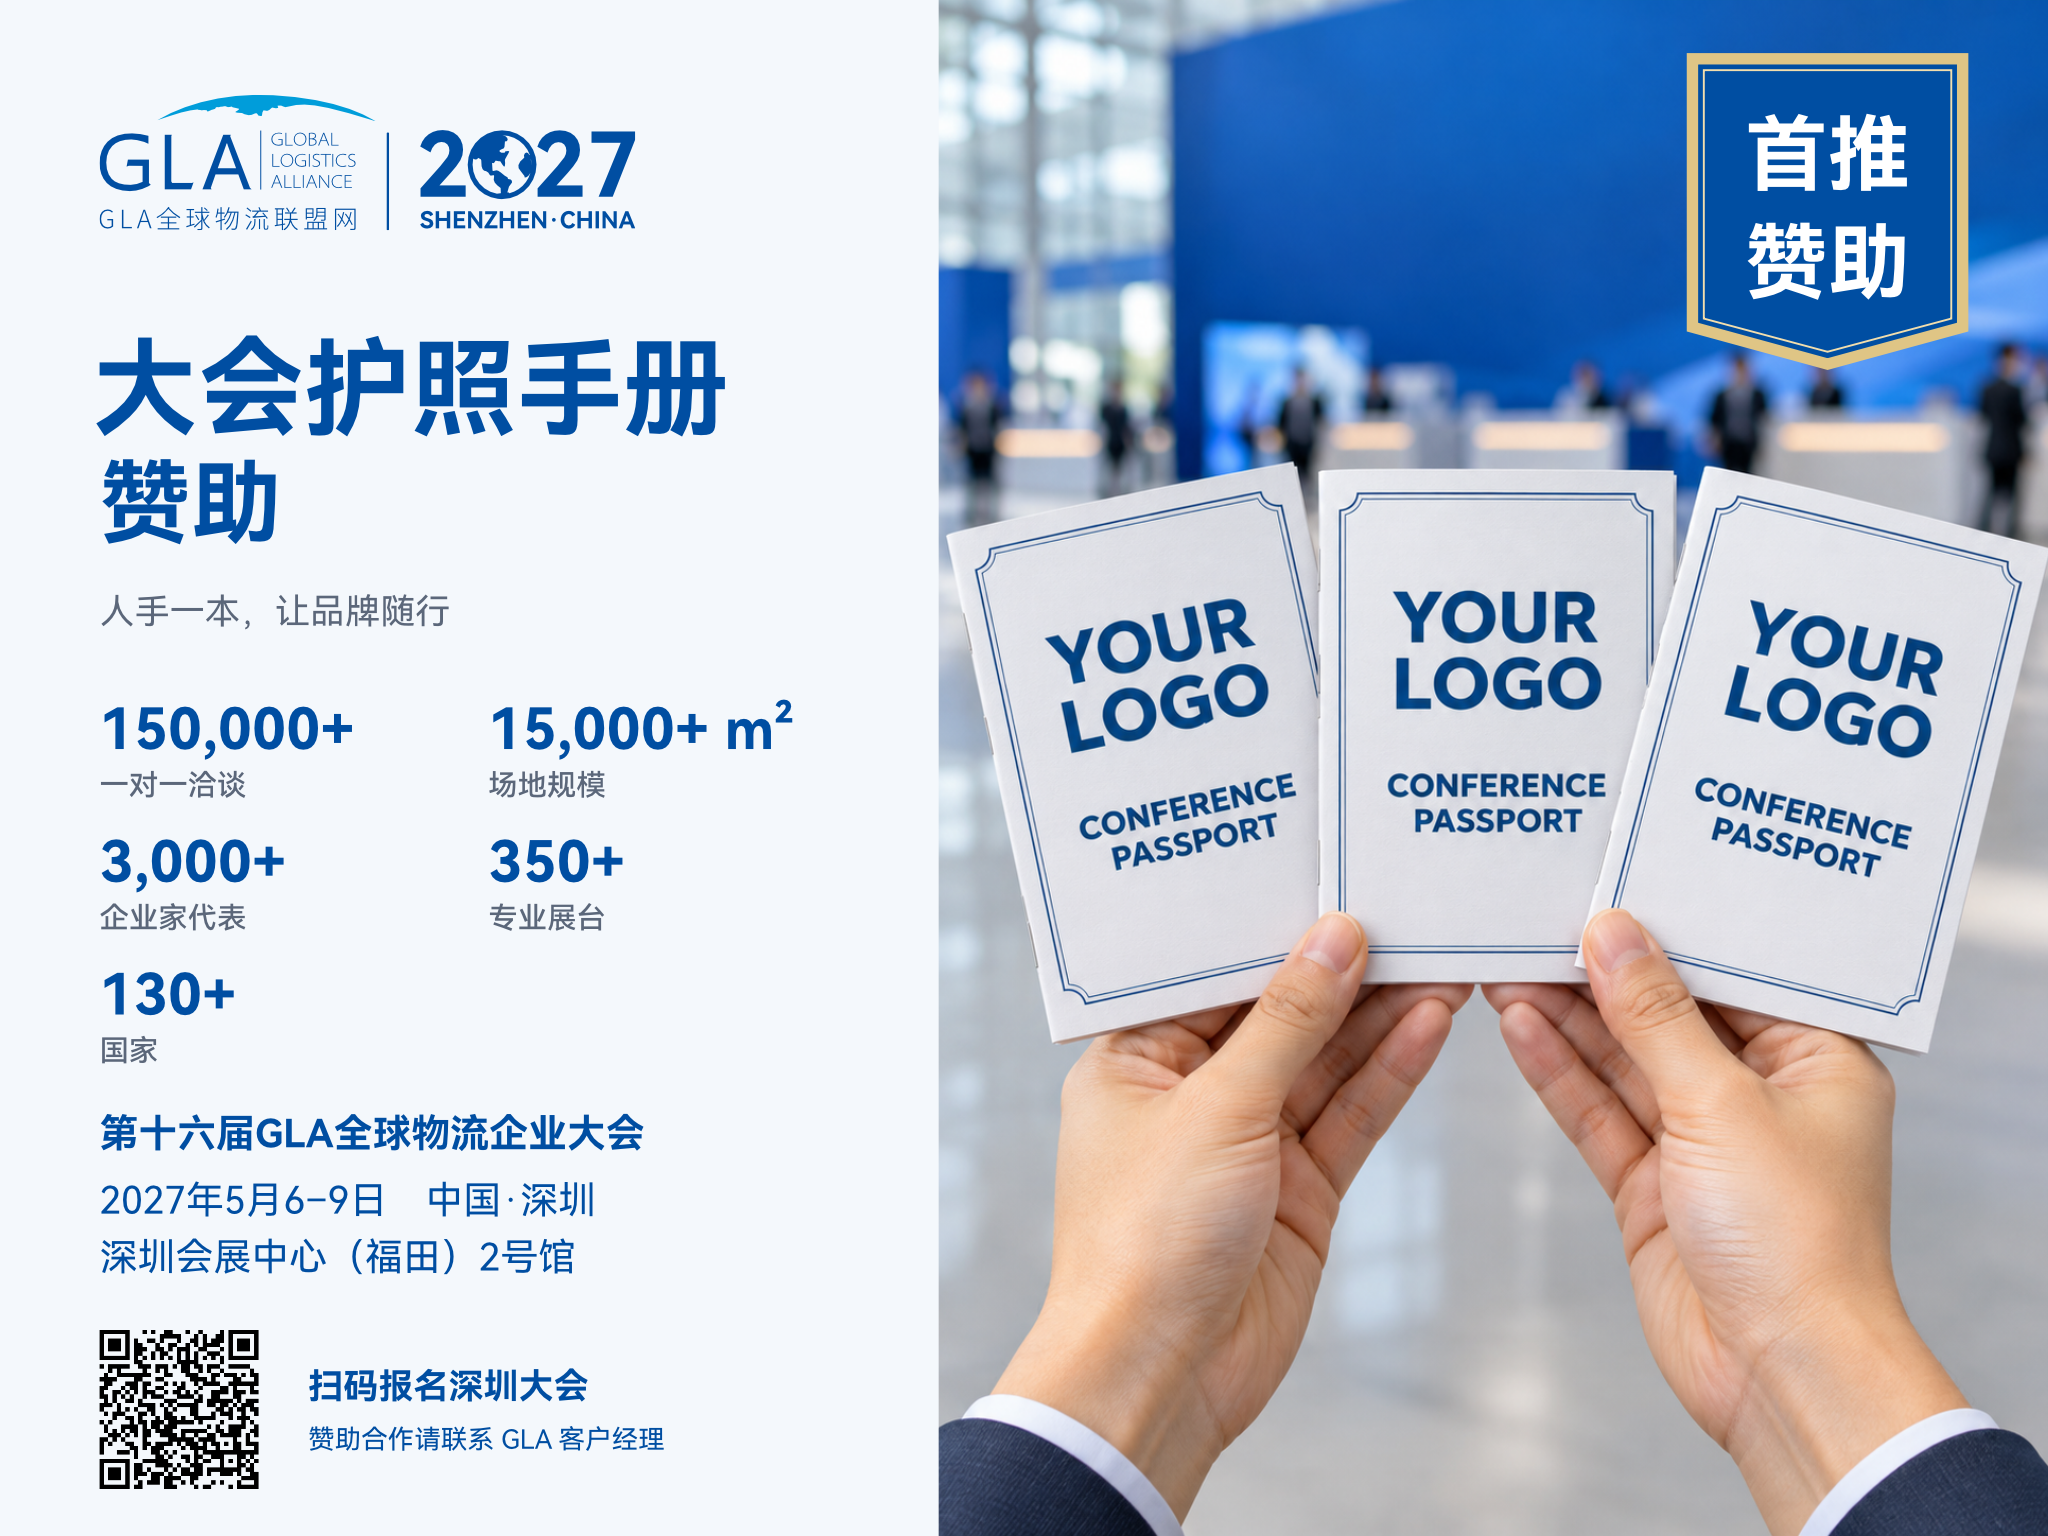 GLA
GLOBAL
LOGISTICS
ALLIANCE
GLA全球物流联盟网
2027
SHENZHEN·CHINA
大会护照手册
赞助
人手一本，让品牌随行
150,000+
一对一洽谈
15,000+ m²
场地规模
3,000+
企业家代表
350+
专业展台
130+
国家
第十六届GLA全球物流企业大会
2027年5月6–9日　中国·深圳
深圳会展中心（福田）2号馆
扫码报名深圳大会
赞助合作请联系 GLA 客户经理
首推
赞助
YOUR
LOGO
CONFERENCE
PASSPORT
YOUR
LOGO
CONFERENCE
PASSPORT
YOUR
LOGO
CONFERENCE
PASSPORT